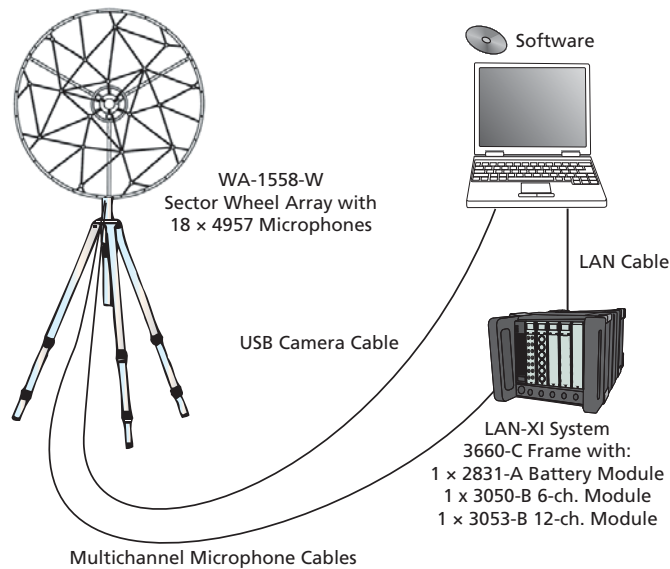 Software
WA-1558-W
Sector Wheel Array with
18 × 4957 Microphones
LAN Cable
USB Camera Cable
LAN-XI System
3660-C Frame with:
1 × 2831-A Battery Module
1 x 3050-B 6-ch. Module
1 × 3053-B 12-ch. Module
Multichannel Microphone Cables